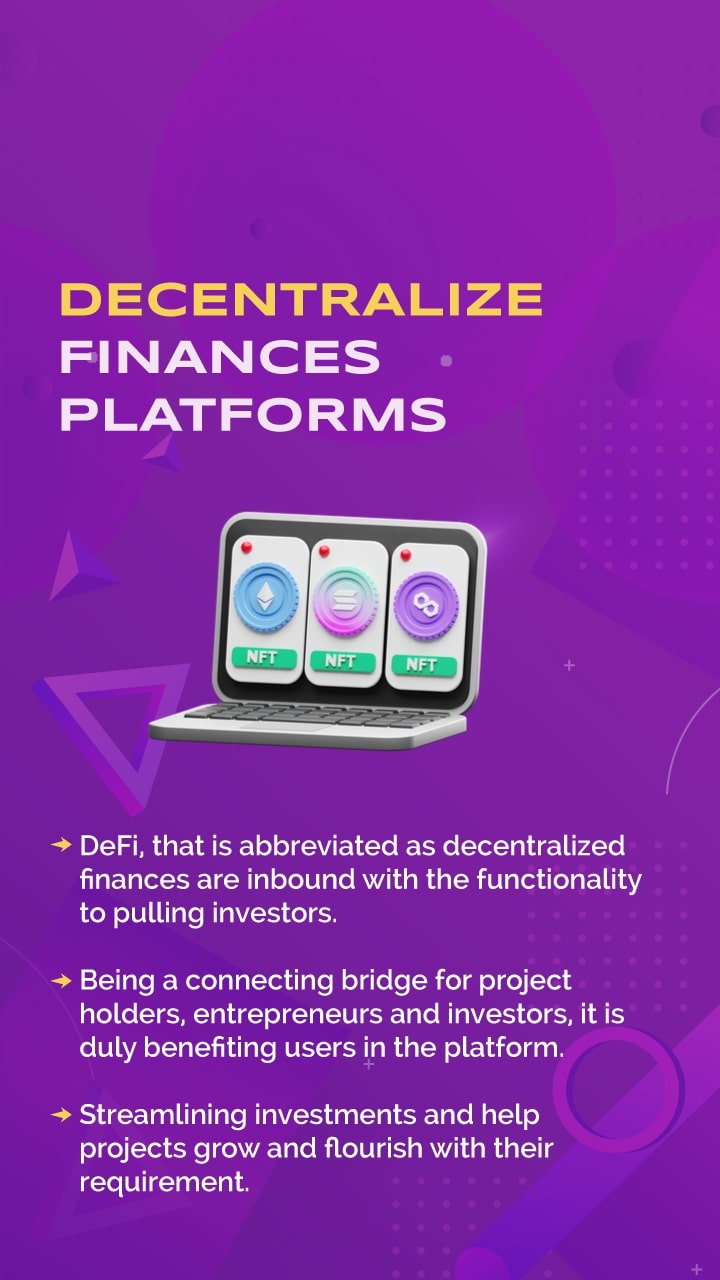 DECENTRALIZE
FINANCES
PLATFORMS
NFT NFT NFT
DeFi, that is abbreviated as decentralized
finances are inbound with the functionality
to pulling investors.
Being a connecting bridge for project
holders, entrepreneurs and investors, it is
duly benefiting users in the platform.
Streamlining investments and help
projects grow and flourish with their
requirement.